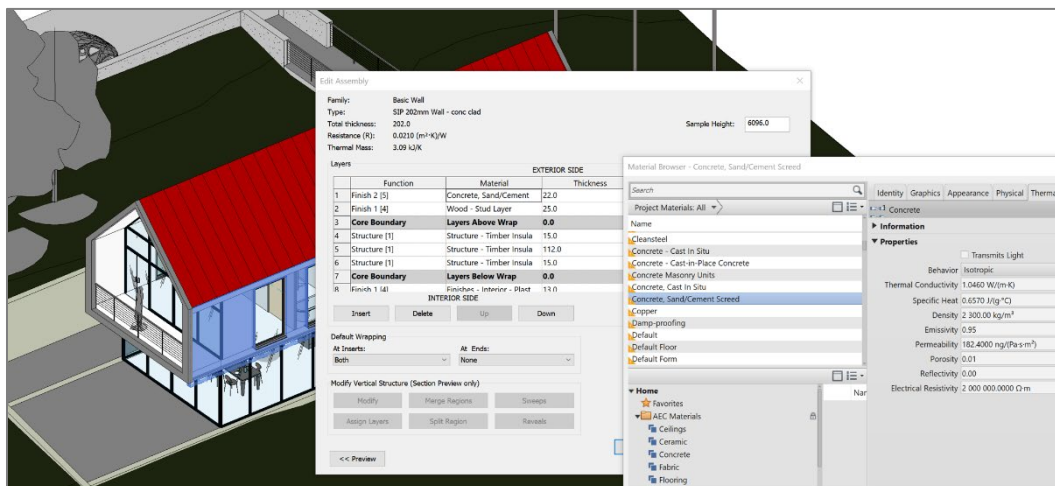 Edit Assembly
Family: Basic Wall
Type: SIP 202mm Wall - conc clad
Total thickness: 202.0 Sample Height: 6096.0
Resistance (R): 0.0210 (m²·K)/W
Thermal Mass: 3.09 kJ/K
Layers
EXTERIOR SIDE
Function Material Thickness
1 Finish 2 [5] Concrete, Sand/Cement 22.0
2 Finish 1 [4] Wood - Stud Layer 25.0
3 Core Boundary Layers Above Wrap 0.0
4 Structure [1] Structure - Timber Insula 15.0
5 Structure [1] Structure - Timber Insula 112.0
6 Structure [1] Structure - Timber Insula 15.0
7 Core Boundary Layers Below Wrap 0.0
8 Finish 1 [4] Finishes - Interior - Plast 13.0
INTERIOR SIDE
Insert Delete Up Down
Default Wrapping
At Inserts: At Ends:
Both None
Modify Vertical Structure (Section Preview only)
Modify Merge Regions Sweeps
Assign Layers Split Region Reveals
<< Preview
Material Browser - Concrete, Sand/Cement Screed
Search
Project Materials: All
Name
Cleansteel
Concrete - Cast In Situ
Concrete - Cast-in-Place Concrete
Concrete Masonry Units
Concrete, Cast In Situ
Concrete, Sand/Cement Screed
Copper
Damp-proofing
Default
Default Floor
Default Form
Home
Favorites
AEC Materials
Ceilings
Ceramic
Concrete
Fabric
Flooring
Nar
Identity Graphics Appearance Physical Therma
Concrete
Information
Properties
Transmits Light
Behavior Isotropic
Thermal Conductivity 1.0460 W/(m·K)
Specific Heat 0.6570 J/(g·°C)
Density 2 300.00 kg/m³
Emissivity 0.95
Permeability 182.4000 ng/(Pa·s·m²)
Porosity 0.01
Reflectivity 0.00
Electrical Resistivity 2 000 000.0000 Ω·m